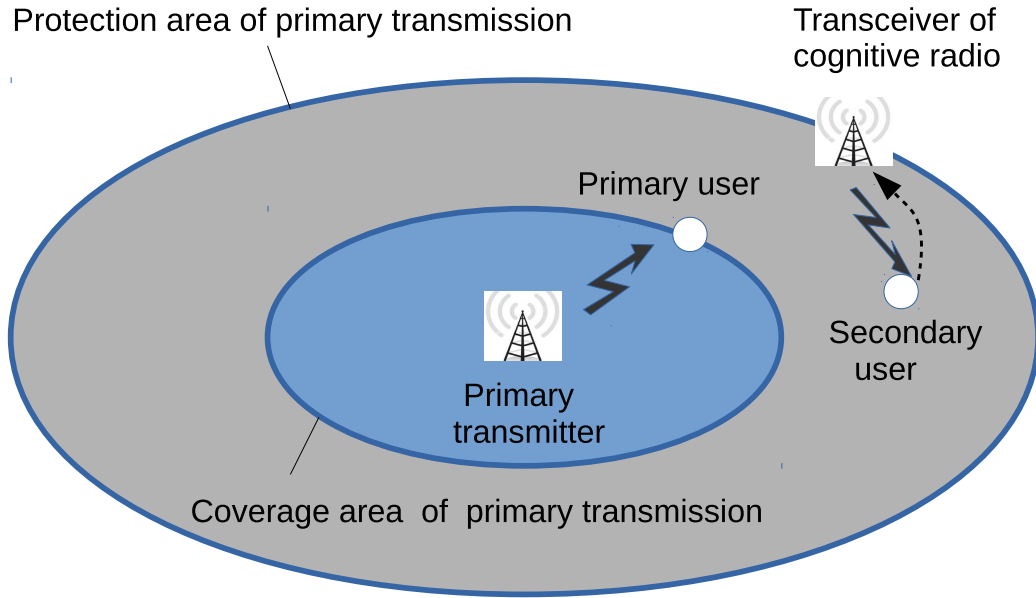 Protection area of primary transmission
Transceiver of
cognitive radio
Primary user
Secondary
user
Primary
transmitter
Coverage area of primary transmission